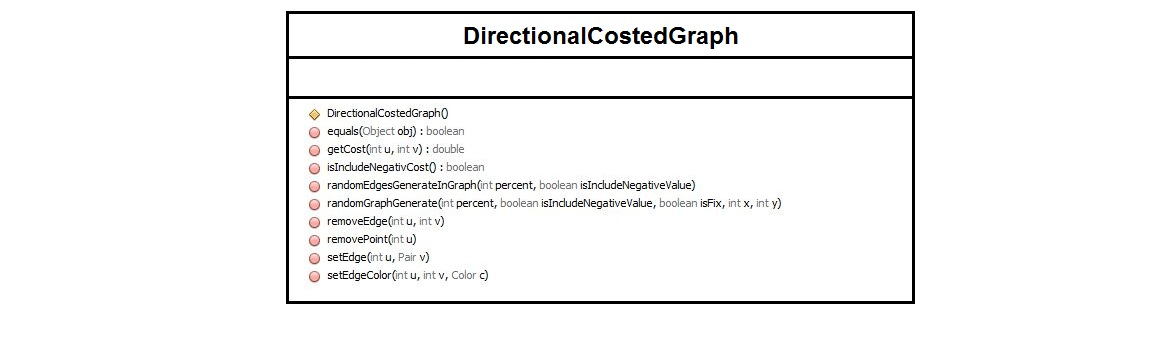 DirectionalCostedGraph
DirectionalCostedGraph()
equals(Object obj) : boolean
getCost(int u, int v) : double
isIncludeNegativCost() : boolean
randomEdgesGenerateInGraph(int percent, boolean isIncludeNegativeValue)
randomGraphGenerate(int percent, boolean isIncludeNegativeValue, boolean isFix, int x, int y)
removeEdge(int u, int v)
removePoint(int u)
setEdge(int u, Pair v)
setEdgeColor(int u, int v, Color c)